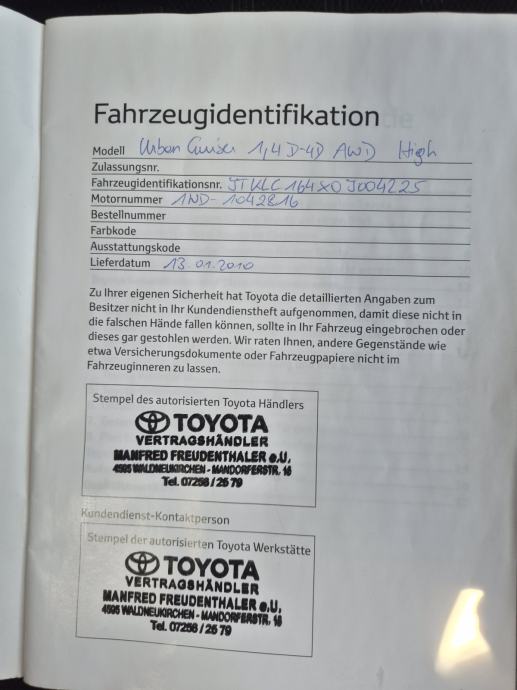 Fahrzeugidentifikation
Modell Urban Cruiser 1,4 D-4D AWD High
Zulassungsnr.
Fahrzeugidentifikationsnr. JTKLC164X0J004225
Motornummer 1ND-1042816
Bestellnummer
Farbkode
Ausstattungskode
Lieferdatum 13.01.2010
Zu Ihrer eigenen Sicherheit hat Toyota die detaillierten Angaben zum
Besitzer nicht in Ihr Kundendienstheft aufgenommen, damit diese nicht in
die falschen Hände fallen können, sollte in Ihr Fahrzeug eingebrochen oder
dieses gar gestohlen werden. Wir raten Ihnen, andere Gegenstände wie
etwa Versicherungsdokumente oder Fahrzeugpapiere nicht im
Fahrzeuginneren zu lassen.
Stempel des autorisierten Toyota Händlers
TOYOTA
VERTRAGSHÄNDLER
MANFRED FREUDENTHALER e.U.
4595 WALDNEUKIRCHEN - MANDORFERSTR. 16
Tel. 07258 / 25 79
Kundendienst-Kontaktperson
Stempel der autorisierten Toyota Werkstätte
TOYOTA
VERTRAGSHÄNDLER
MANFRED FREUDENTHALER e.U.
4595 WALDNEUKIRCHEN - MANDORFERSTR. 16
Tel. 07258 / 25 79